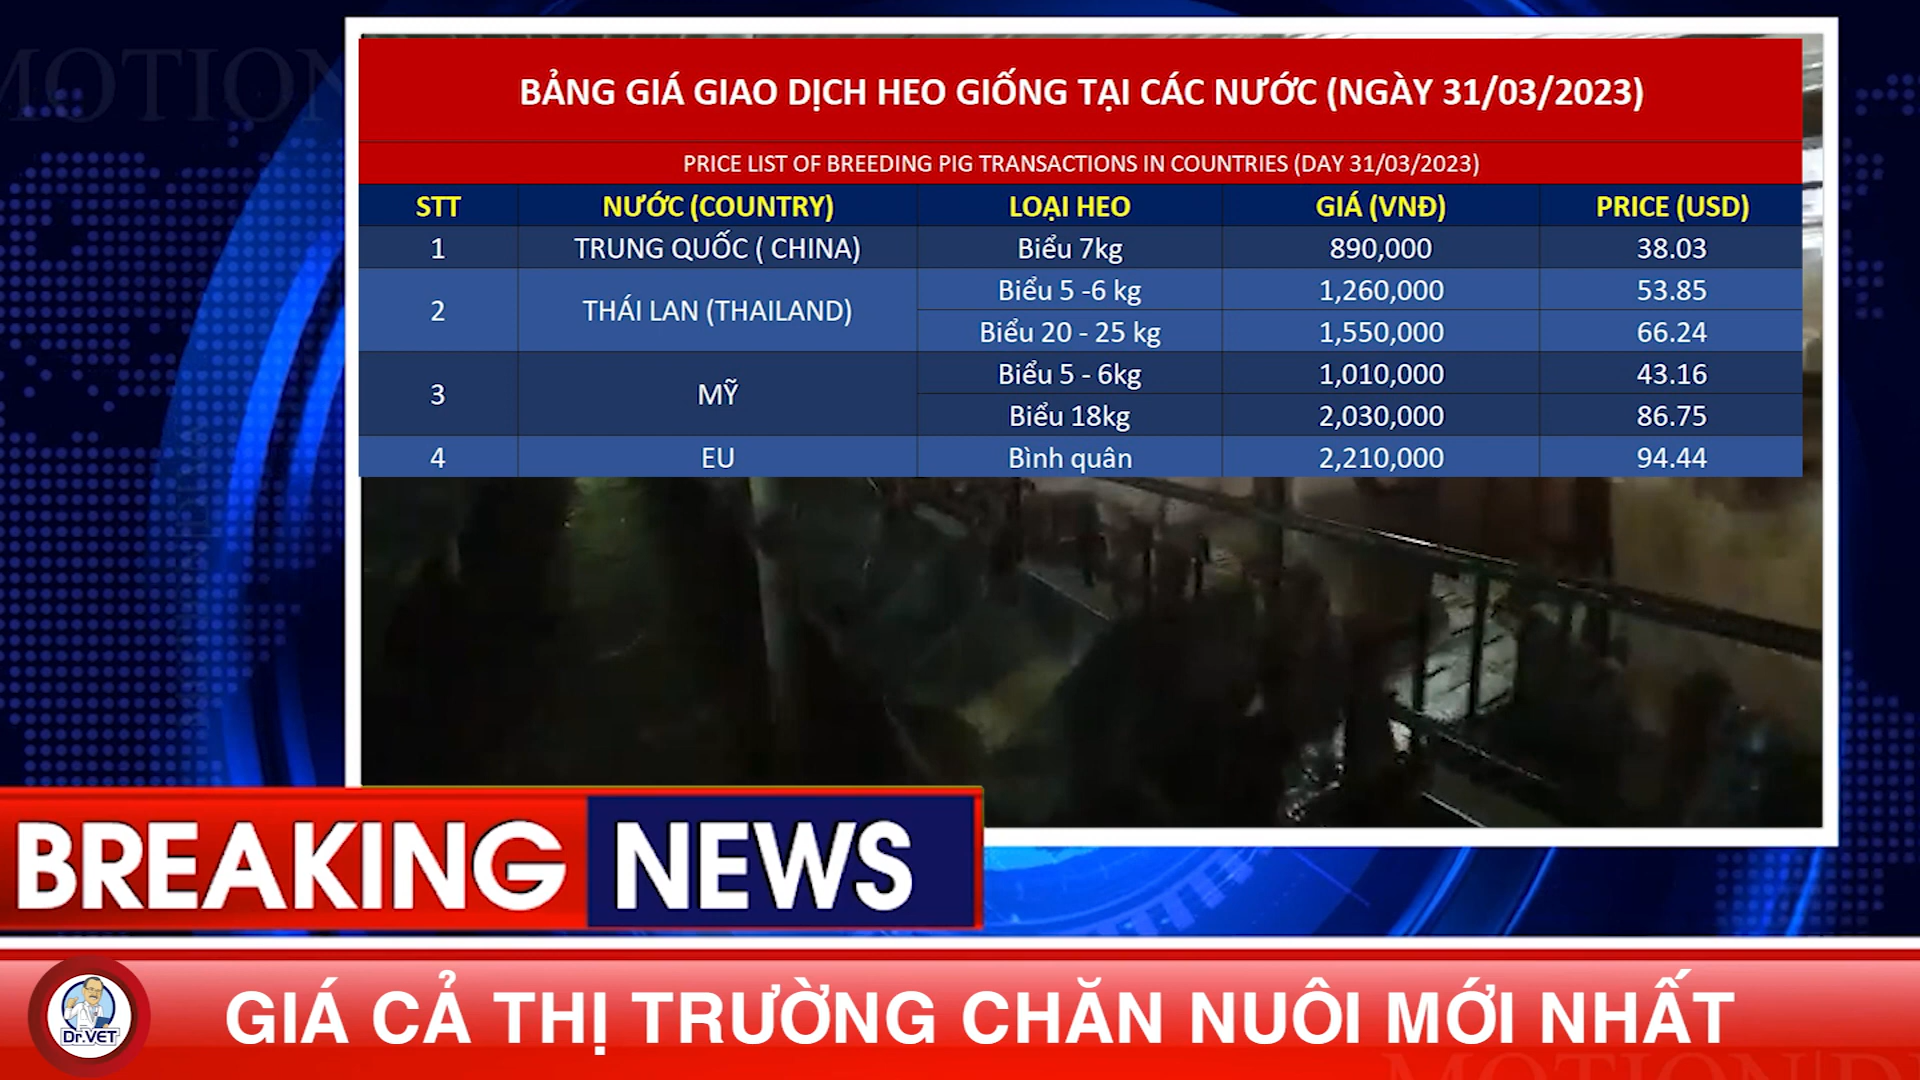 MOTION
BẢNG GIÁ GIAO DỊCH HEO GIỐNG TẠI CÁC NƯỚC (NGÀY 31/03/2023)
PRICE LIST OF BREEDING PIG TRANSACTIONS IN COUNTRIES (DAY 31/03/2023)
STT NƯỚC (COUNTRY) LOẠI HEO GIÁ (VNĐ) PRICE (USD)
1 TRUNG QUỐC ( CHINA) Biểu 7kg 890,000 38.03
2 THÁI LAN (THAILAND) Biểu 5 -6 kg 1,260,000 53.85
Biểu 20 - 25 kg 1,550,000 66.24
3 MỸ Biểu 5 - 6kg 1,010,000 43.16
Biểu 18kg 2,030,000 86.75
4 EU Bình quân 2,210,000 94.44
BREAKING NEWS
Dr.VET
GIÁ CẢ THỊ TRƯỜNG CHĂN NUÔI MỚI NHẤT